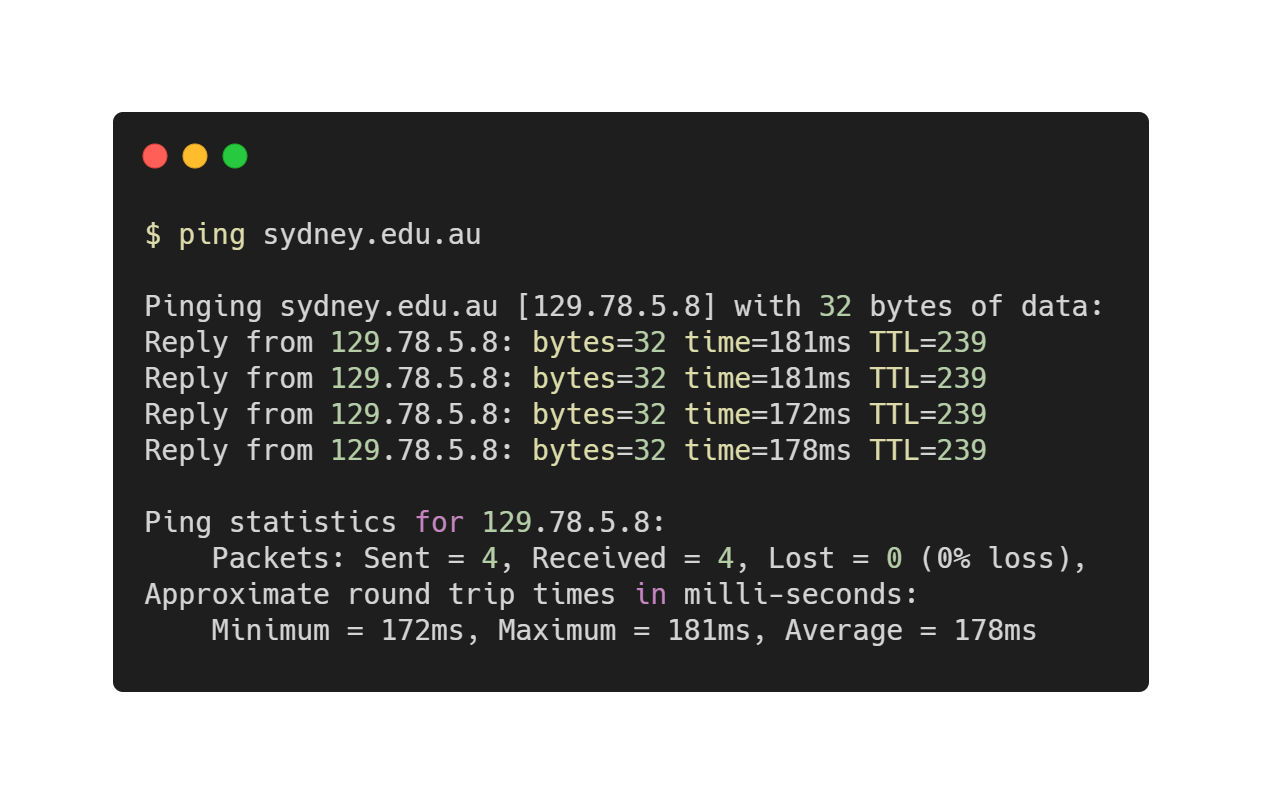 $ ping sydney.edu.au
Pinging sydney.edu.au [129.78.5.8] with 32 bytes of data:
Reply from 129.78.5.8: bytes=32 time=181ms TTL=239
Reply from 129.78.5.8: bytes=32 time=181ms TTL=239
Reply from 129.78.5.8: bytes=32 time=172ms TTL=239
Reply from 129.78.5.8: bytes=32 time=178ms TTL=239
Ping statistics for 129.78.5.8:
    Packets: Sent = 4, Received = 4, Lost = 0 (0% loss),
Approximate round trip times in milli-seconds:
    Minimum = 172ms, Maximum = 181ms, Average = 178ms